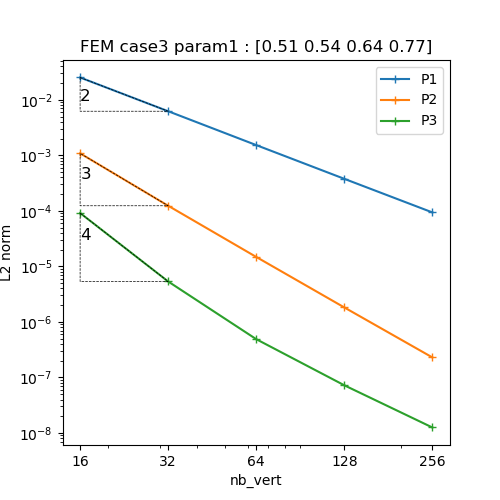 FEM case3 param1 : [0.51 0.54 0.64 0.77]
P1
P2
P3
2
3
4
10⁻²
10⁻³
10⁻⁴
10⁻⁵
10⁻⁶
10⁻⁷
10⁻⁸
L2 norm
16 32 64 128 256
nb_vert